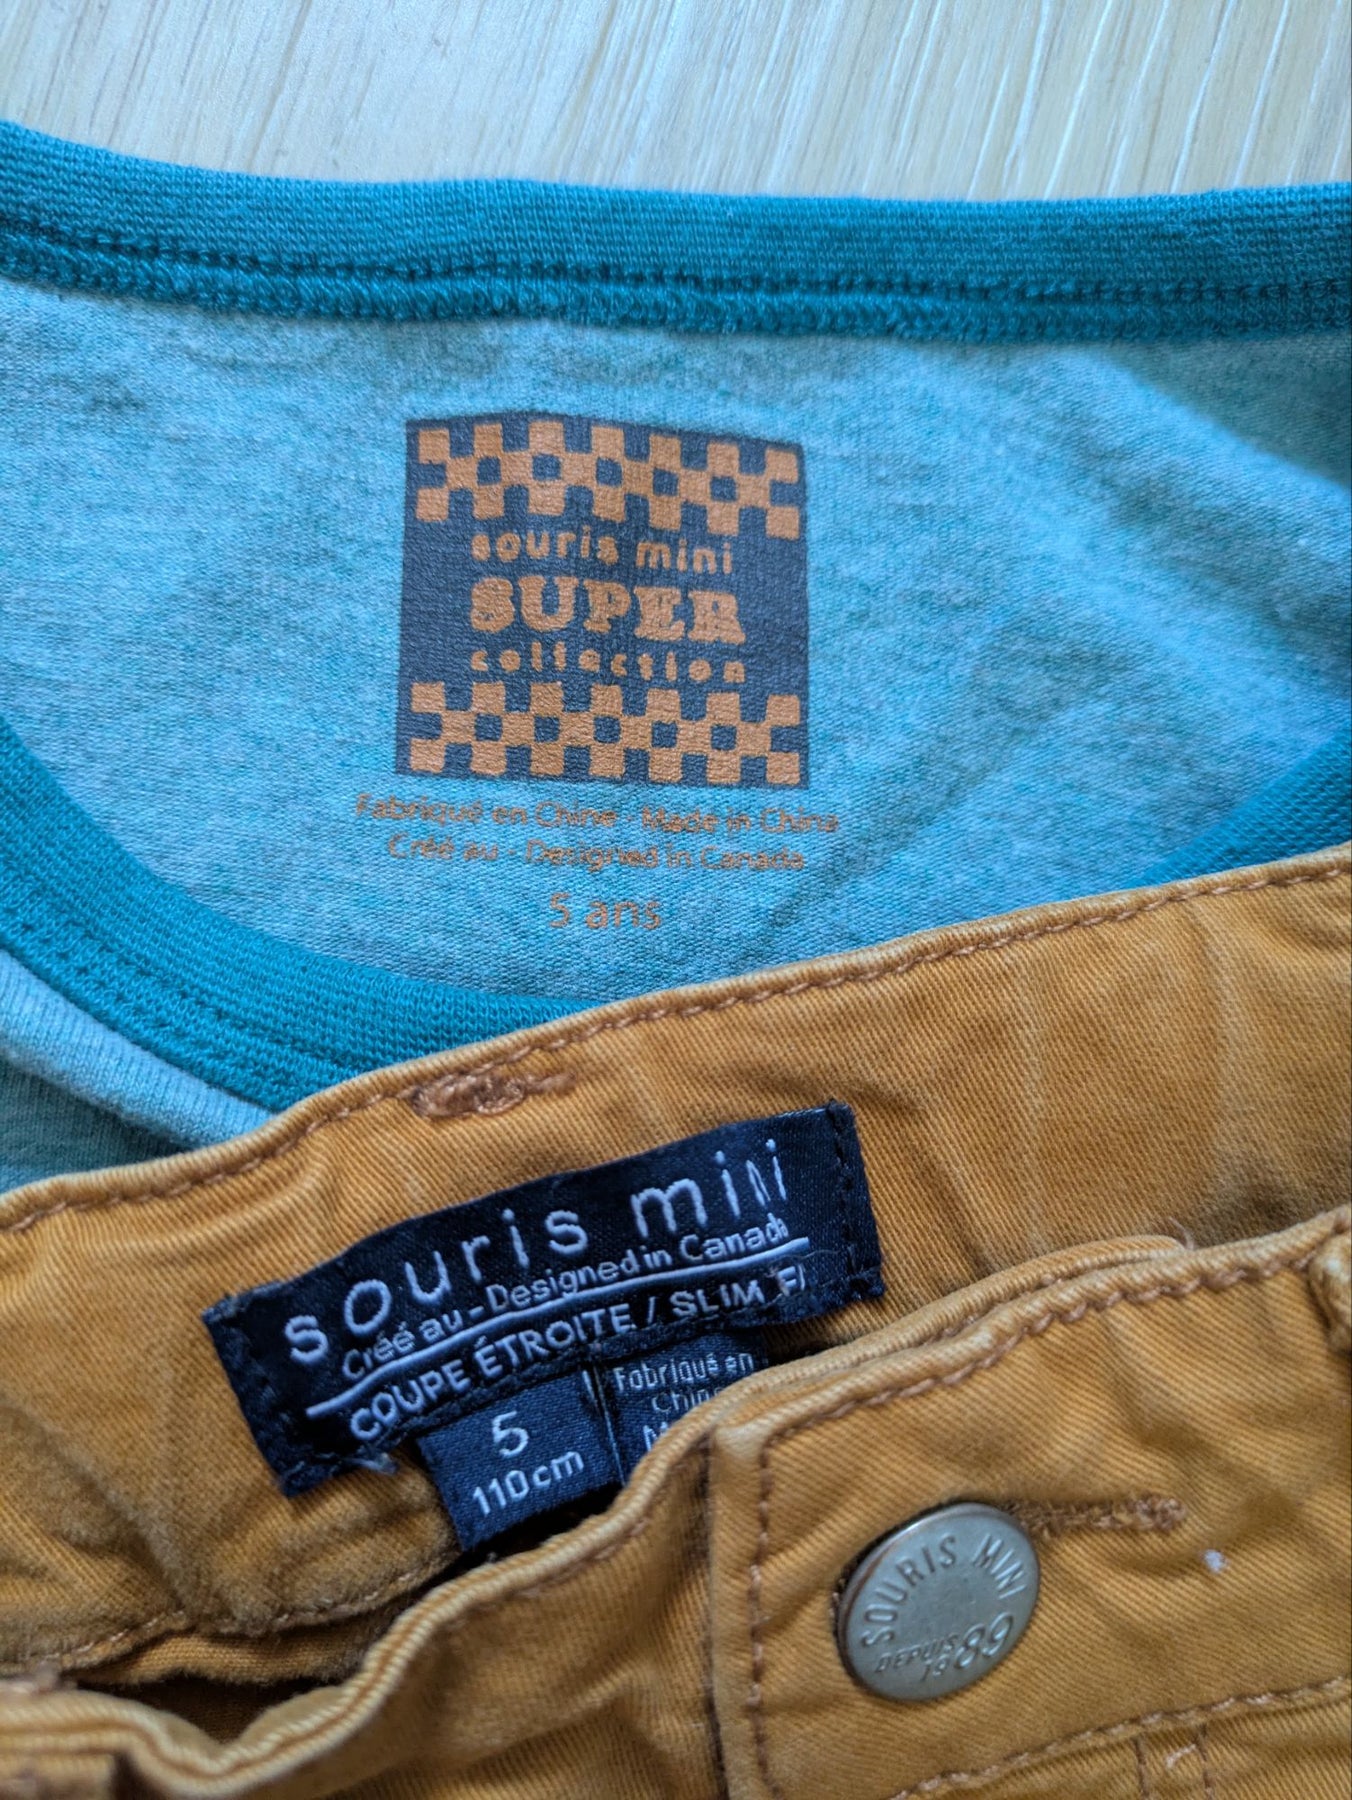 souris mini
SUPER
collection
Fabriqué en Chine - Made in China
Créé au - Designed in Canada
5 ans
souris mini
Créé au - Designed in Canada
COUPE ÉTROITE / SLIM
5
110cm
Fabriqué en
Chine
SOURIS MINI
DEPUIS
1989